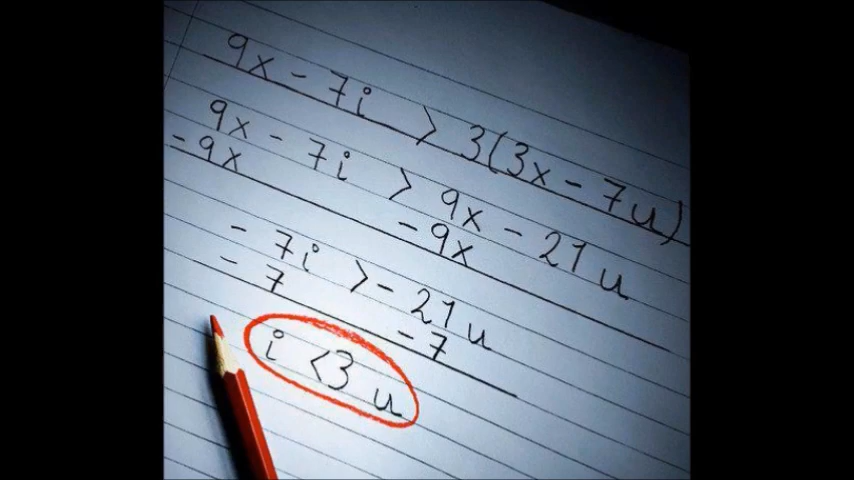 9x - 7i > 3(3x - 7u)
9x - 7i > 9x - 21u
-9x -9x
-7i > -21u
-7 -7
i <3 u